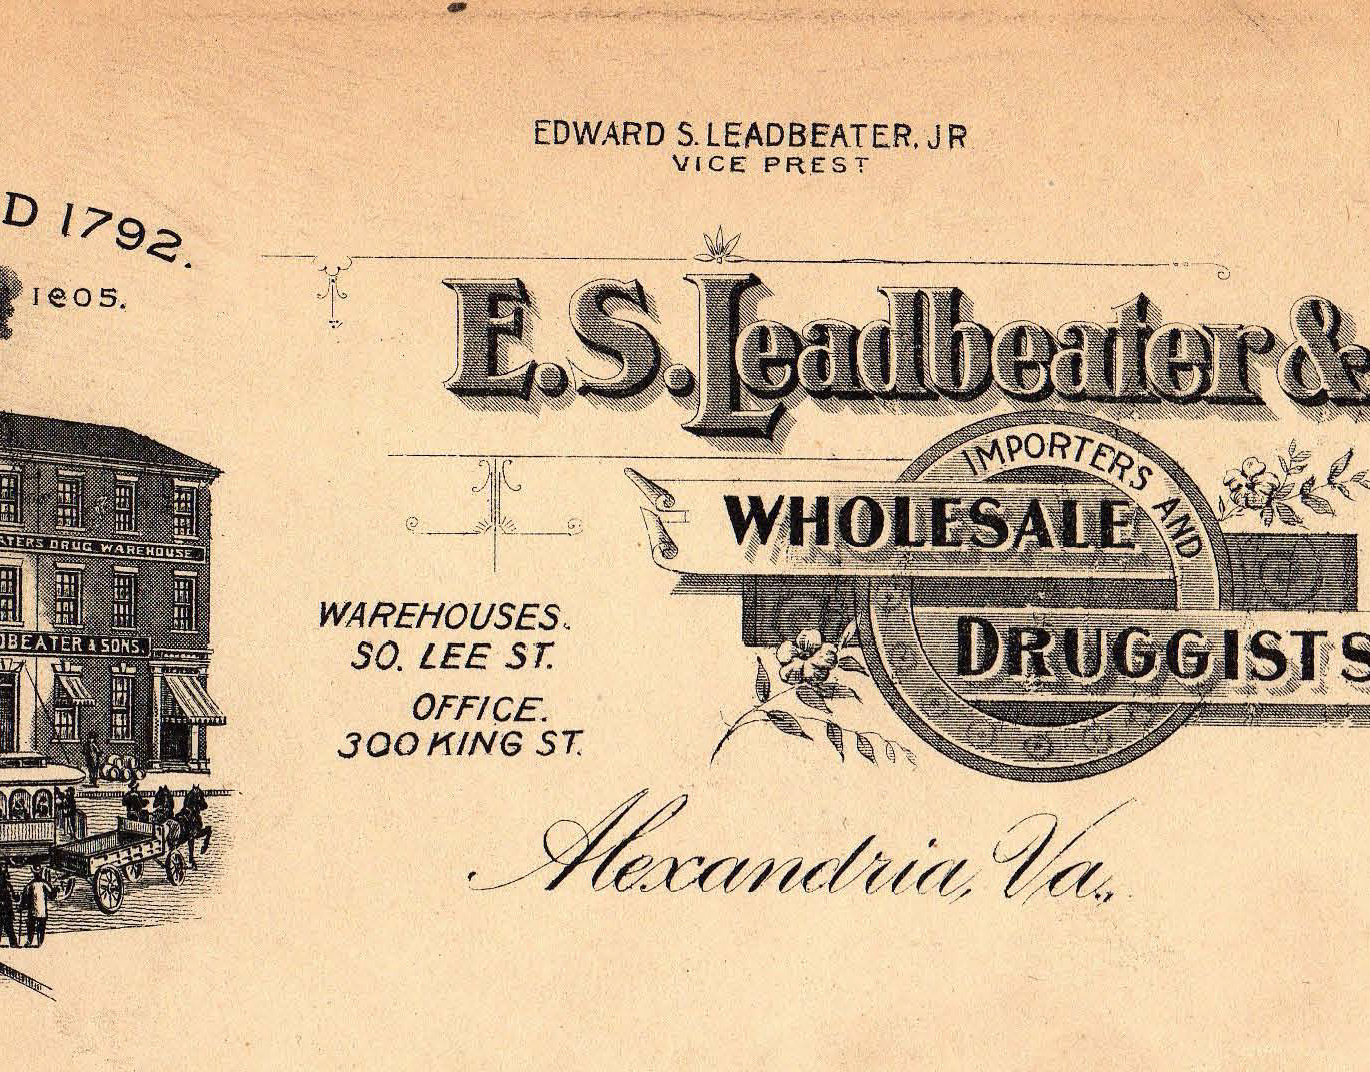 EDWARD S. LEADBEATER, JR
VICE PREST
D 1792.
1805.
E.S. Leadbeater &
IMPORTERS AND
WHOLESALE
DRUGGISTS
ATERS DRUG WAREHOUSE.
DBEATER & SONS.
WAREHOUSES.
SO. LEE ST.
OFFICE.
300 KING ST.
Alexandria, Va.,